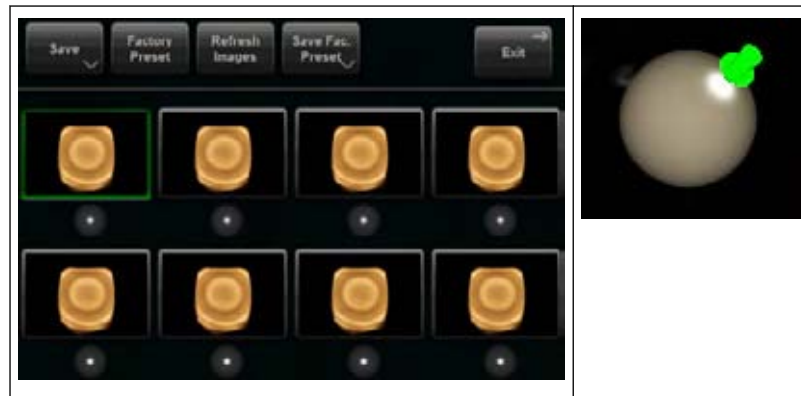 Save
Factory
Preset
Refresh
Images
Save Fac.
Preset
Exit